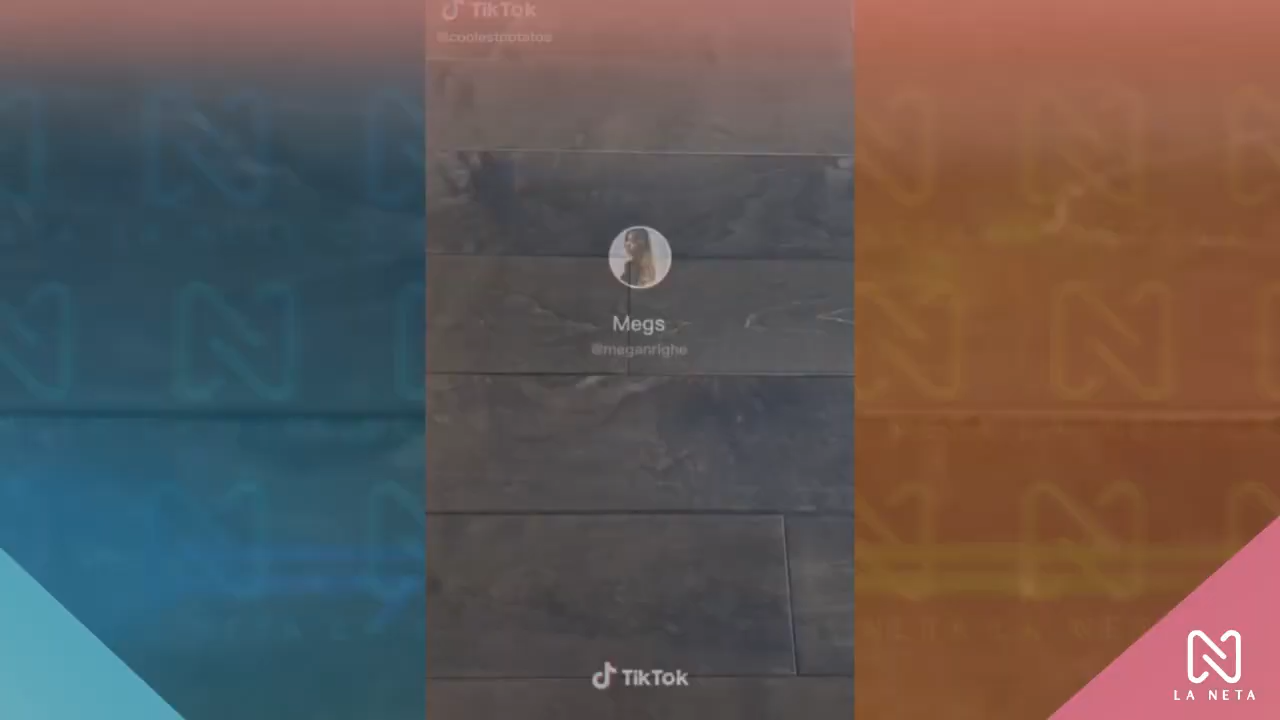 TikTok
@coolestpotatos
Megs
@meganrighe
TikTok
LA NETA